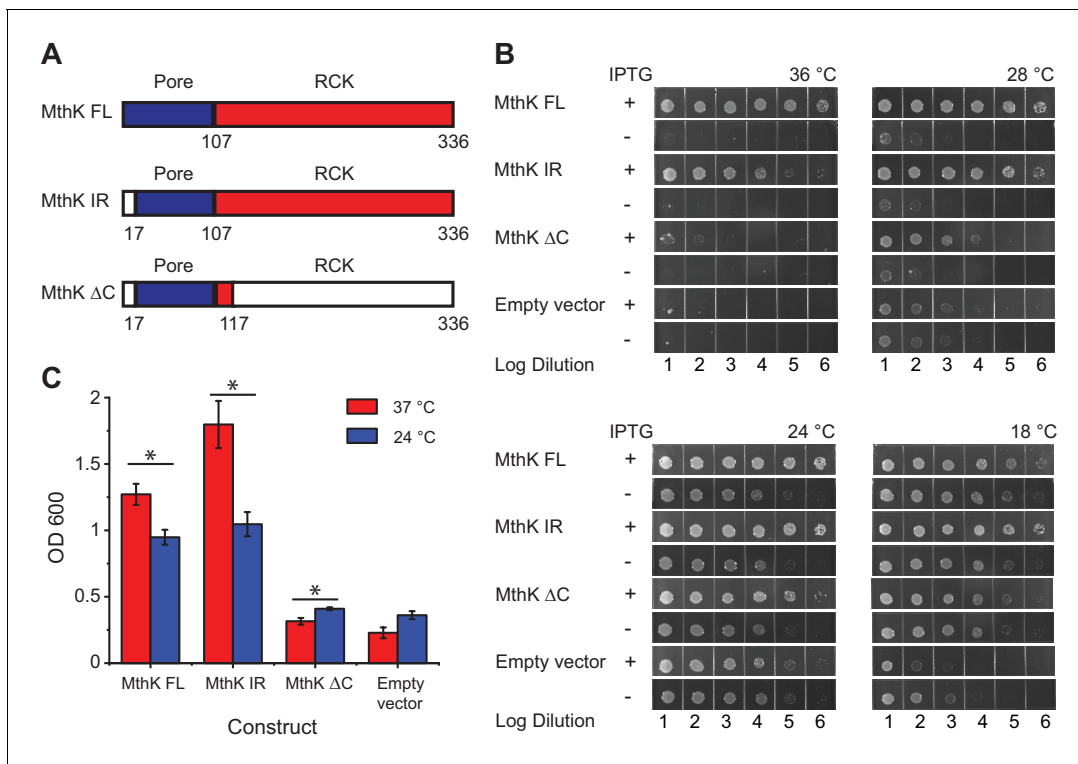 A
Pore RCK
MthK FL
107 336
Pore RCK
MthK IR
17 107 336
Pore RCK
MthK ΔC
17 117 336
B
IPTG 36 °C 28 °C
MthK FL +
-
MthK IR +
-
MthK ΔC +
-
Empty vector +
-
Log Dilution 1 2 3 4 5 6 1 2 3 4 5 6
IPTG 24 °C 18 °C
MthK FL +
-
MthK IR +
-
MthK ΔC +
-
Empty vector +
-
Log Dilution 1 2 3 4 5 6 1 2 3 4 5 6
C
2
1.5
1
0.5
0
OD 600
* * *
37 °C
24 °C
MthK FL MthK IR MthK ΔC Empty
vector
Construct